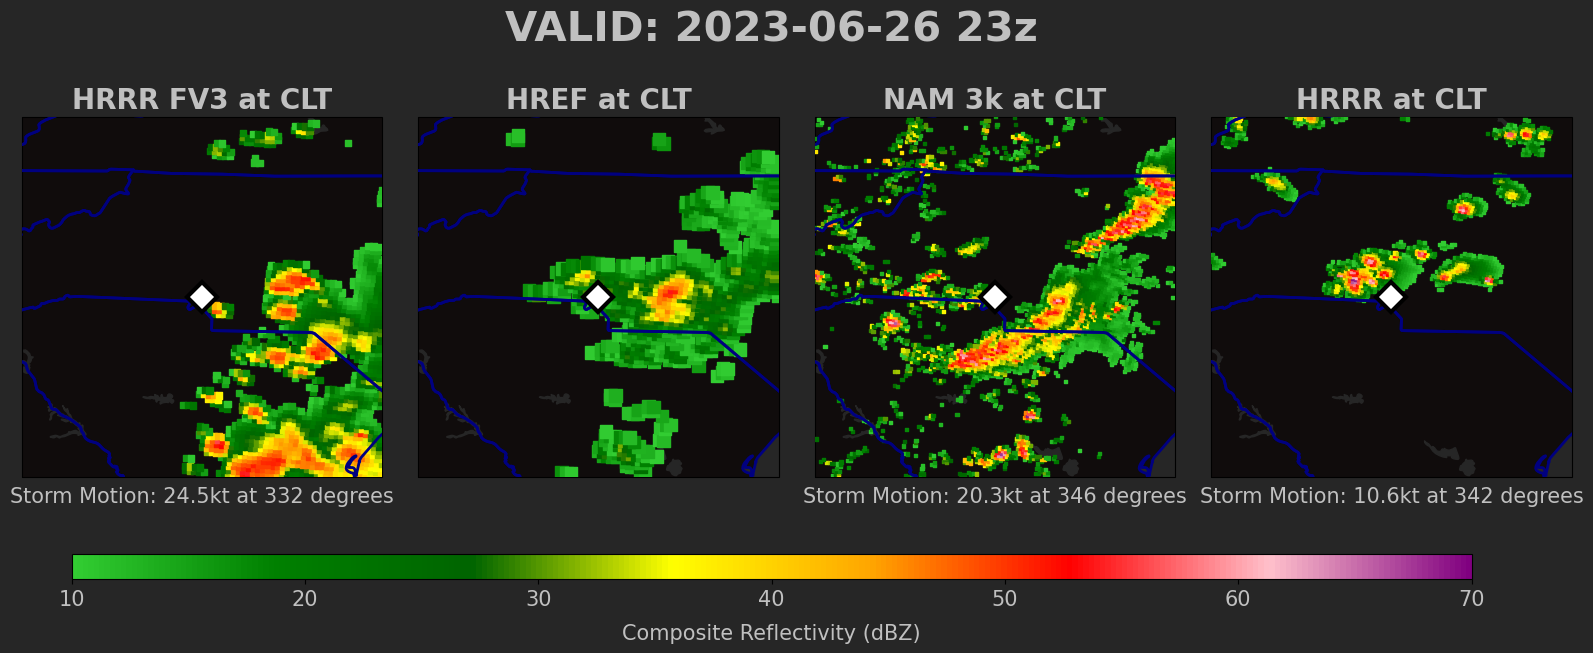 VALID: 2023-06-26 23z
HRRR FV3 at CLT
HREF at CLT
NAM 3k at CLT
HRRR at CLT
Storm Motion: 24.5kt at 332 degrees
Storm Motion: 20.3kt at 346 degrees
Storm Motion: 10.6kt at 342 degrees
10 20 30 40 50 60 70
Composite Reflectivity (dBZ)